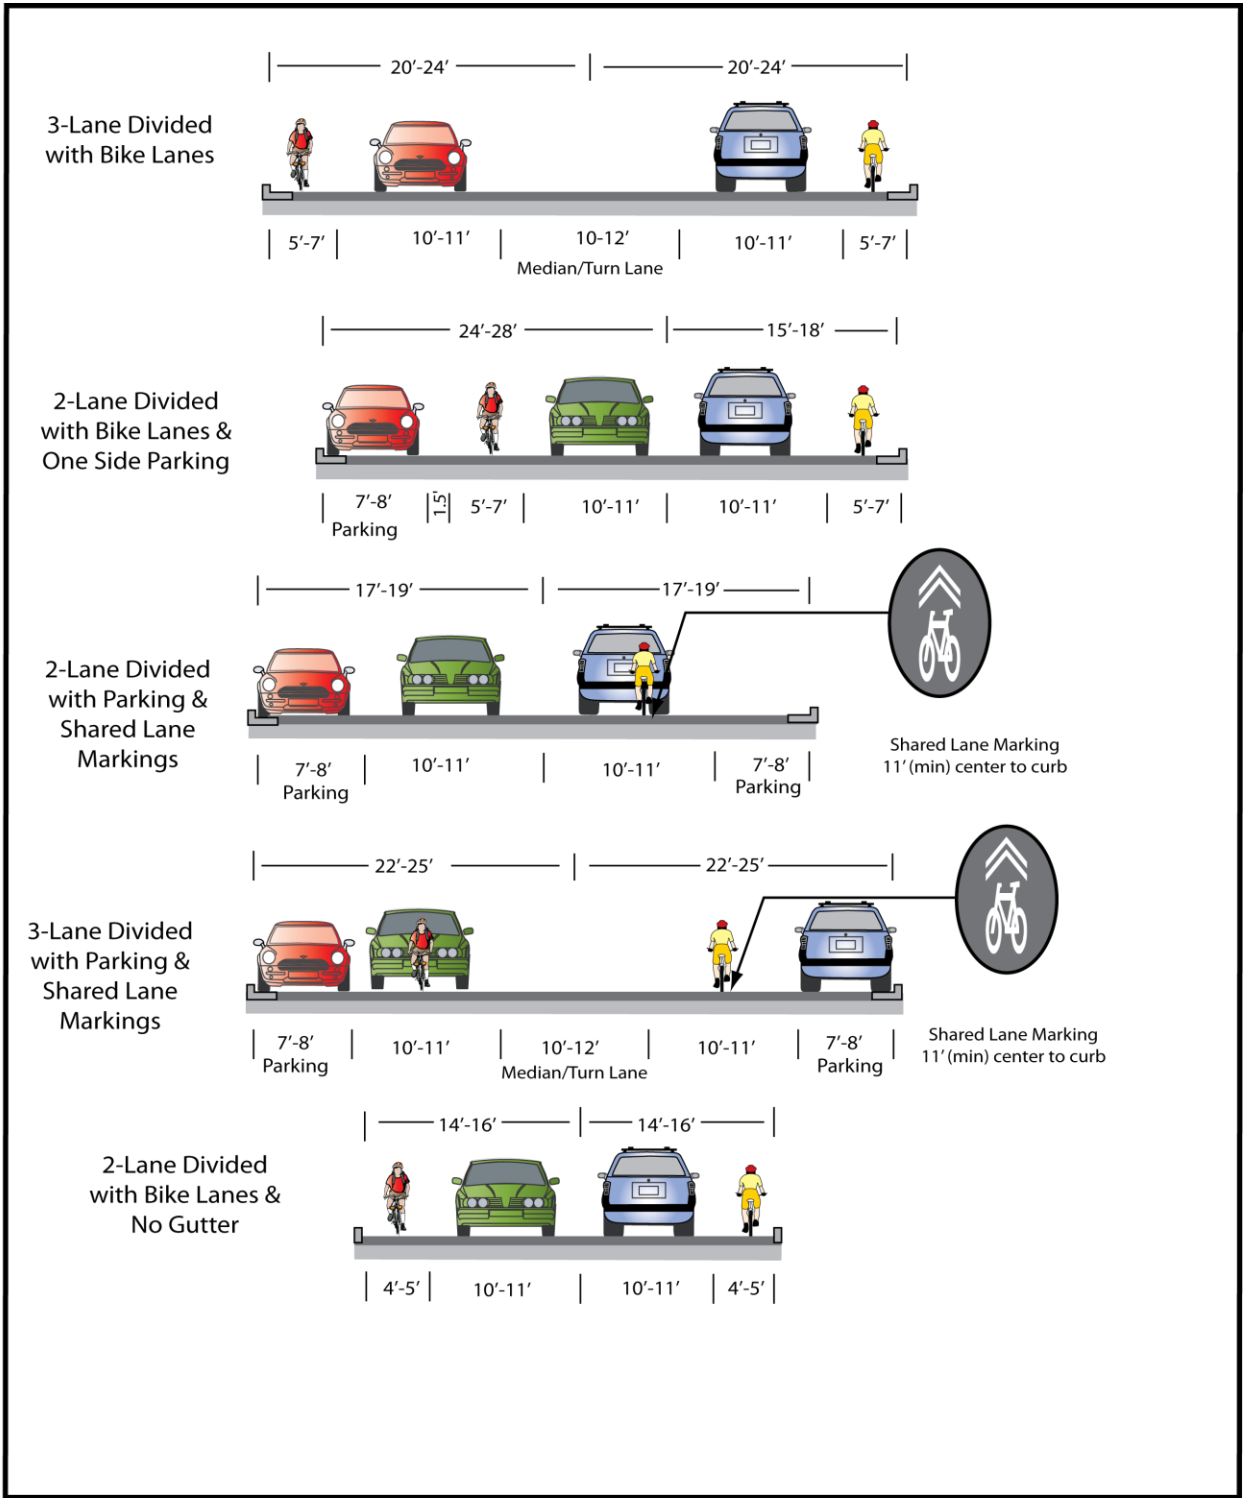 20’-24’ 20’-24’
3-Lane Divided
with Bike Lanes
5’-7’ 10’-11’ 10-12’ 10’-11’ 5’-7’
Median/Turn Lane
24’-28’ 15’-18’
2-Lane Divided
with Bike Lanes &
One Side Parking
7’-8’ 1.5’ 5’-7’ 10’-11’ 10’-11’ 5’-7’
Parking
17’-19’ 17’-19’
2-Lane Divided
with Parking &
Shared Lane
Markings
7’-8’ 10’-11’ 10’-11’ 7’-8’
Parking Parking
Shared Lane Marking
11’ (min) center to curb
22’-25’ 22’-25’
3-Lane Divided
with Parking &
Shared Lane
Markings
7’-8’ 10’-11’ 10’-12’ 10’-11’ 7’-8’
Parking Median/Turn Lane Parking
Shared Lane Marking
11’ (min) center to curb
14’-16’ 14’-16’
2-Lane Divided
with Bike Lanes &
No Gutter
4’-5’ 10’-11’ 10’-11’ 4’-5’